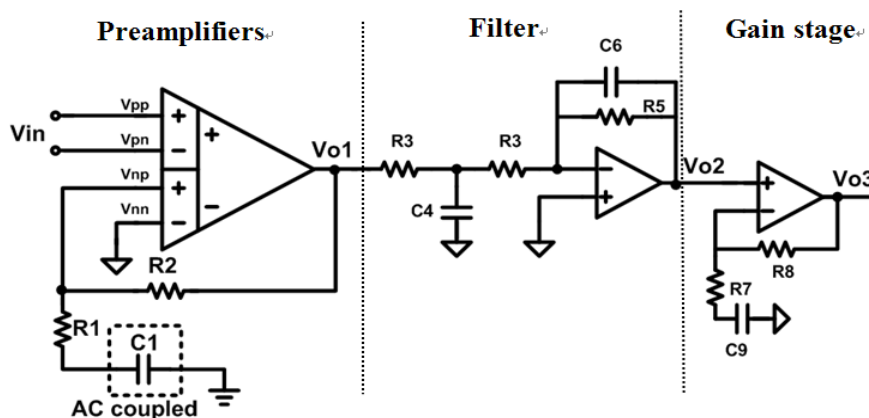 Preamplifiers
Filter
Gain stage
C6
R5
Vpp
+
Vin
Vpn
−
+
Vnp
+
Vnn
−
−
Vo1
R3
R3
C4
−
+
Vo2
+
−
Vo3
R8
R7
C9
R2
R1
C1
AC coupled